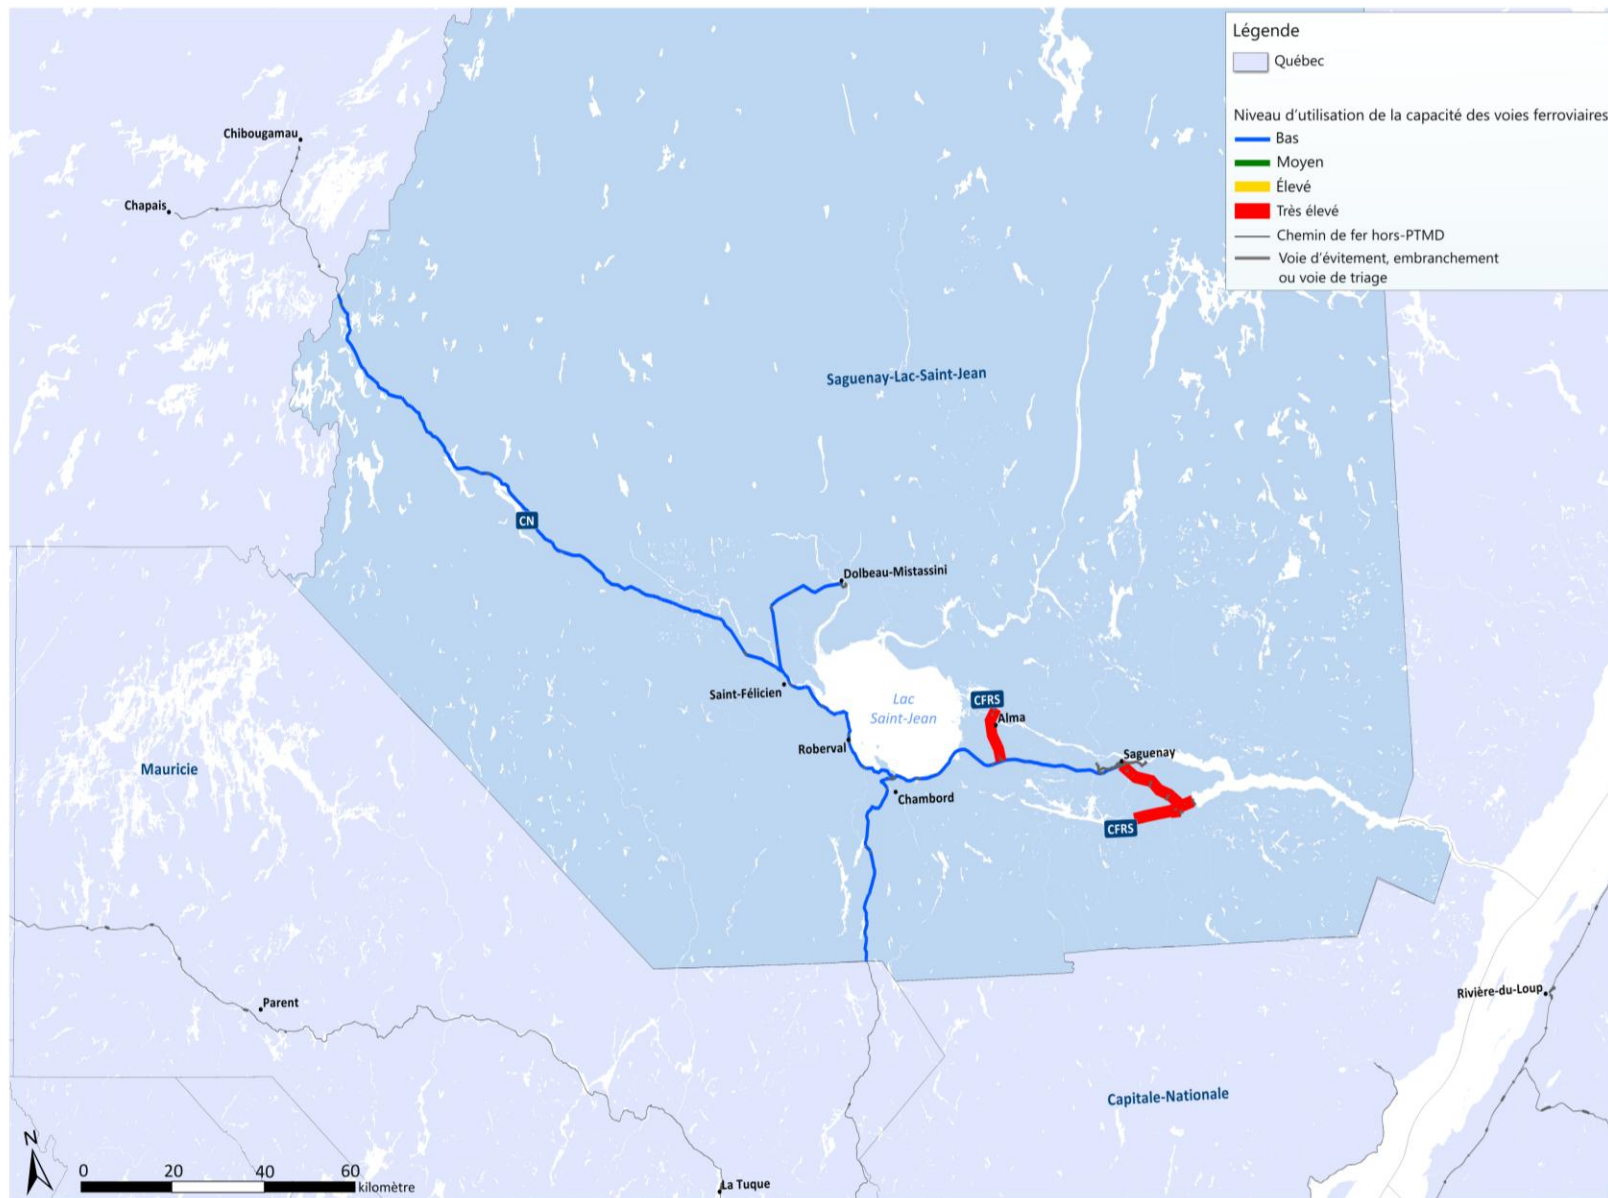 Légende
Québec
Niveau d'utilisation de la capacité des voies ferroviaires
Bas
Moyen
Élevé
Très élevé
Chemin de fer hors-PTMD
Voie d'évitement, embranchement
ou voie de triage
Chibougamau
Chapais
Saguenay-Lac-Saint-Jean
CN
Dolbeau-Mistassini
Saint-Félicien
Lac
Saint-Jean
CFRS
Alma
Roberval
Saguenay
Mauricie
Chambord
CFRS
Parent
Rivière-du-Loup
Capitale-Nationale
N
0 20 40 60
kilomètre
La Tuque